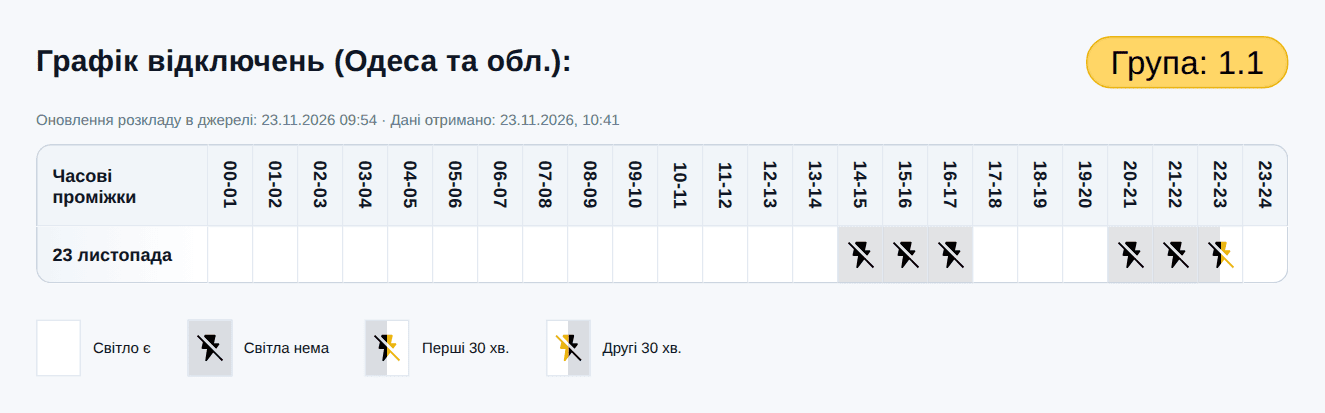 Графік відключень (Одеса та обл.):
Група: 1.1
Оновлення розкладу в джерелі: 23.11.2026 09:54 · Дані отримано: 23.11.2026, 10:41
Часові
проміжки
00-01 01-02 02-03 03-04 04-05 05-06 06-07 07-08 08-09 09-10 10-11 11-12 12-13 13-14 14-15 15-16 16-17 17-18 18-19 19-20 20-21 21-22 22-23 23-24
23 листопада
Світло є Світла нема Перші 30 хв. Другі 30 хв.